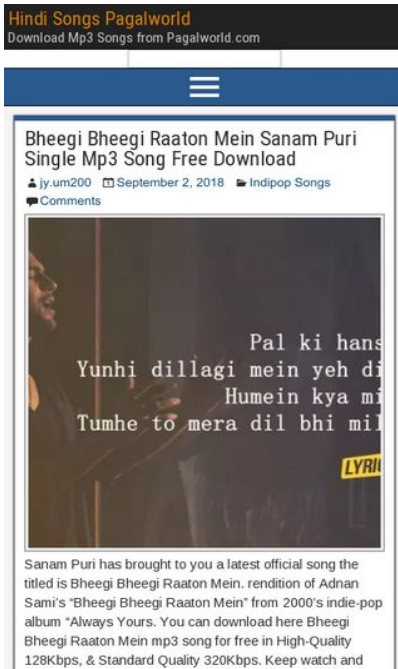 Hindi Songs Pagalworld
Download Mp3 Songs from Pagalworld.com
Bheegi Bheegi Raaton Mein Sanam Puri
Single Mp3 Song Free Download
jy.um200 September 2, 2018 Indipop Songs
Comments
Pal ki hans
Yunhi dillagi mein yeh di
Humein kya mi
Tumhe to mera dil bhi mil
LYRI
Sanam Puri has brought to you a latest official song the
titled is Bheegi Bheegi Raaton Mein. rendition of Adnan
Sami's "Bheegi Bheegi Raaton Mein" from 2000's indie-pop
album "Always Yours. You can download here Bheegi
Bheegi Raaton Mein mp3 song for free in High-Quality
128Kbps, & Standard Quality 320Kbps. Keep watch and